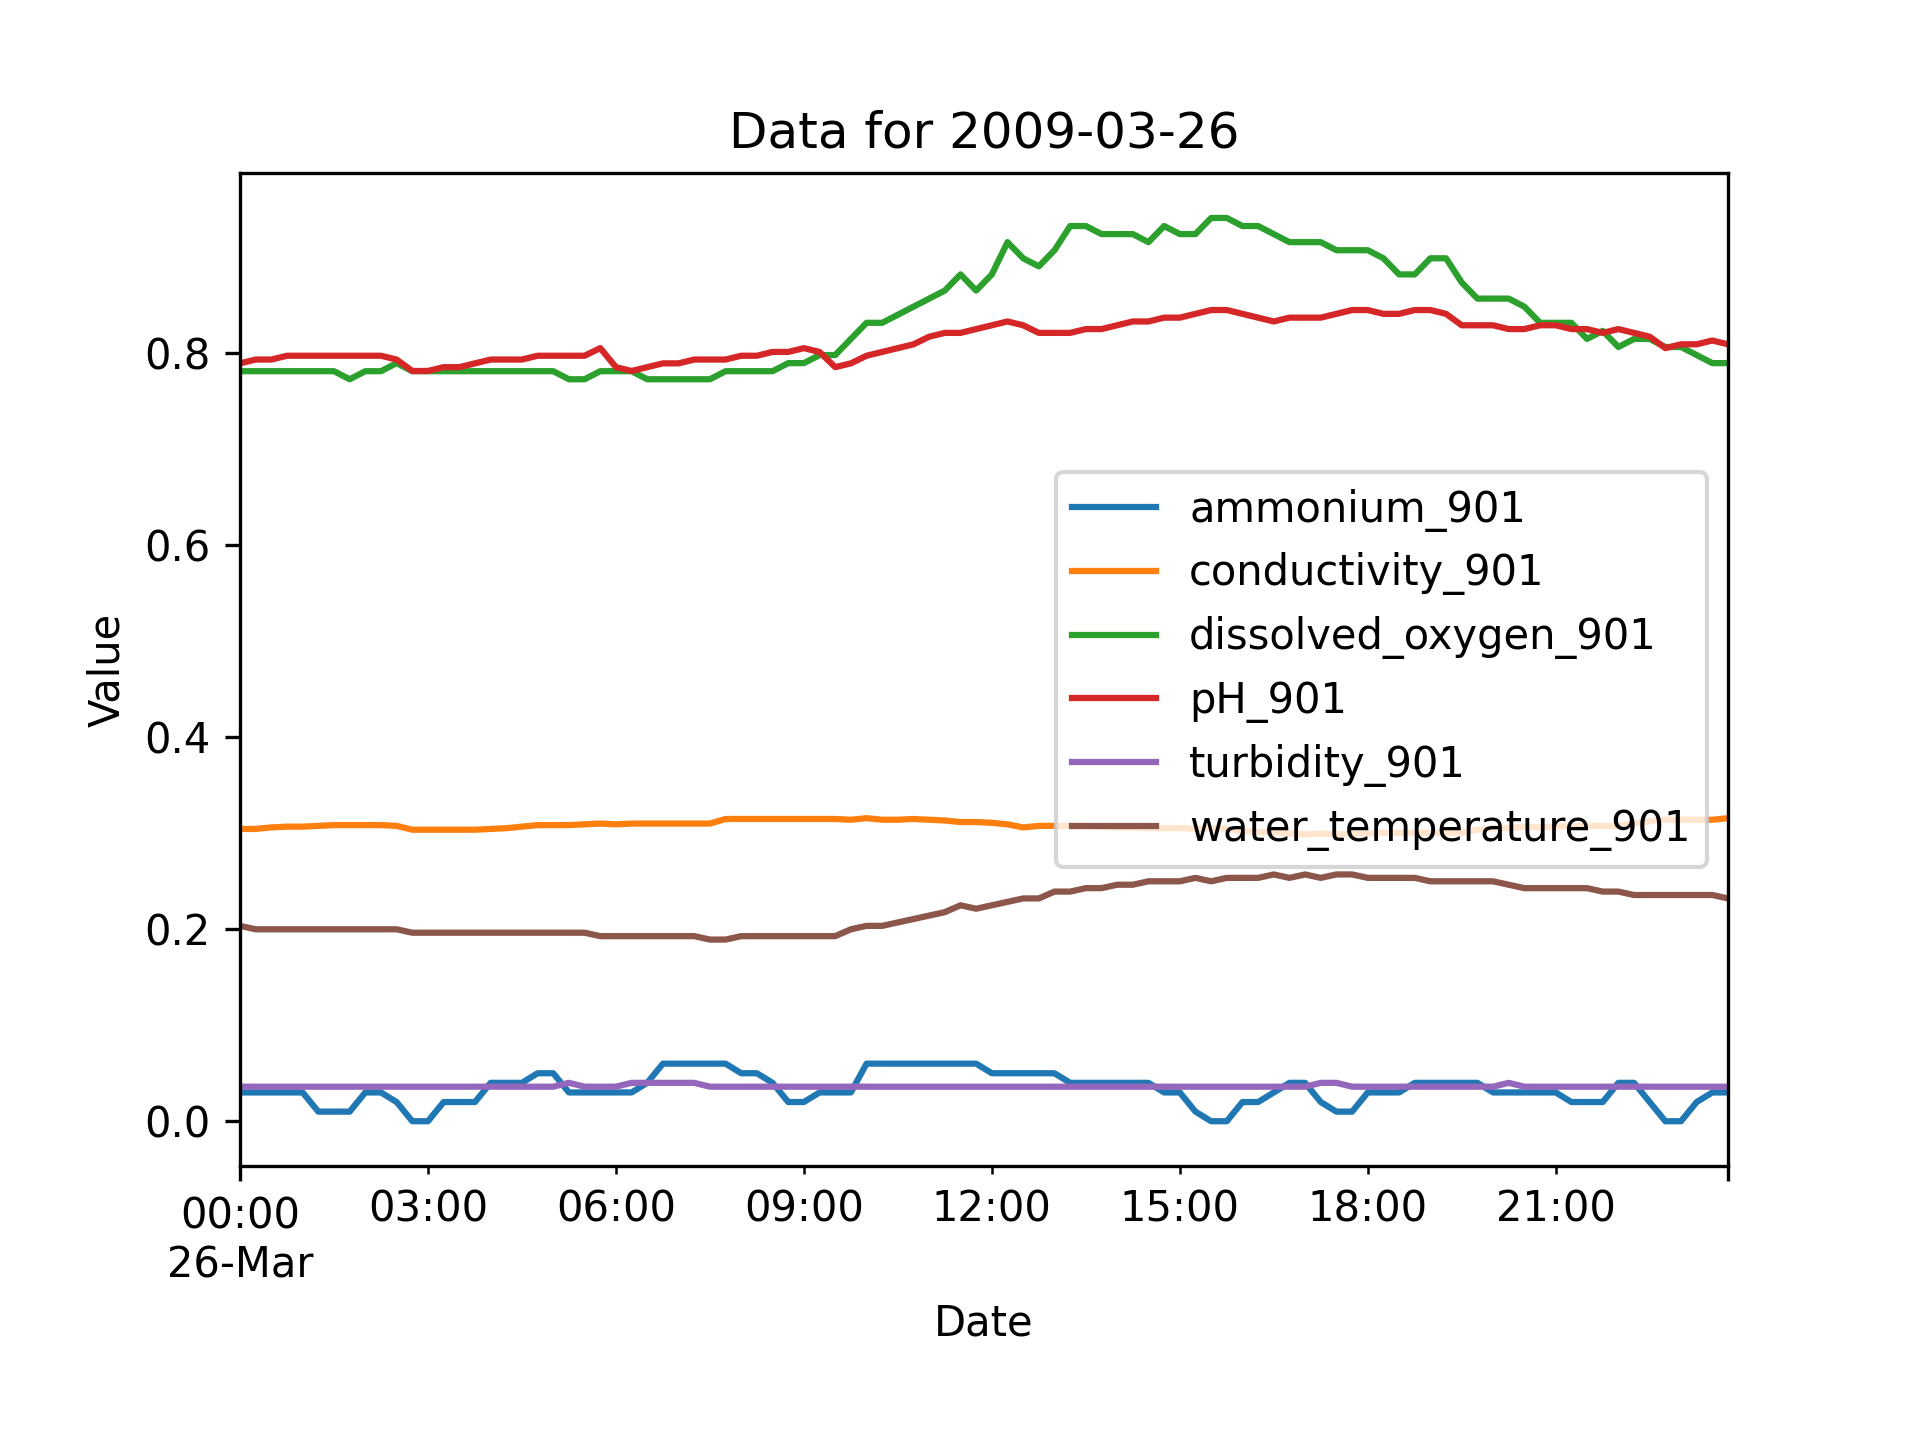 Data for 2009-03-26
Value
0.8
0.6
0.4
0.2
0.0
ammonium_901
conductivity_901
dissolved_oxygen_901
pH_901
turbidity_901
water_temperature_901
00:00 03:00 06:00 09:00 12:00 15:00 18:00 21:00
26-Mar
Date